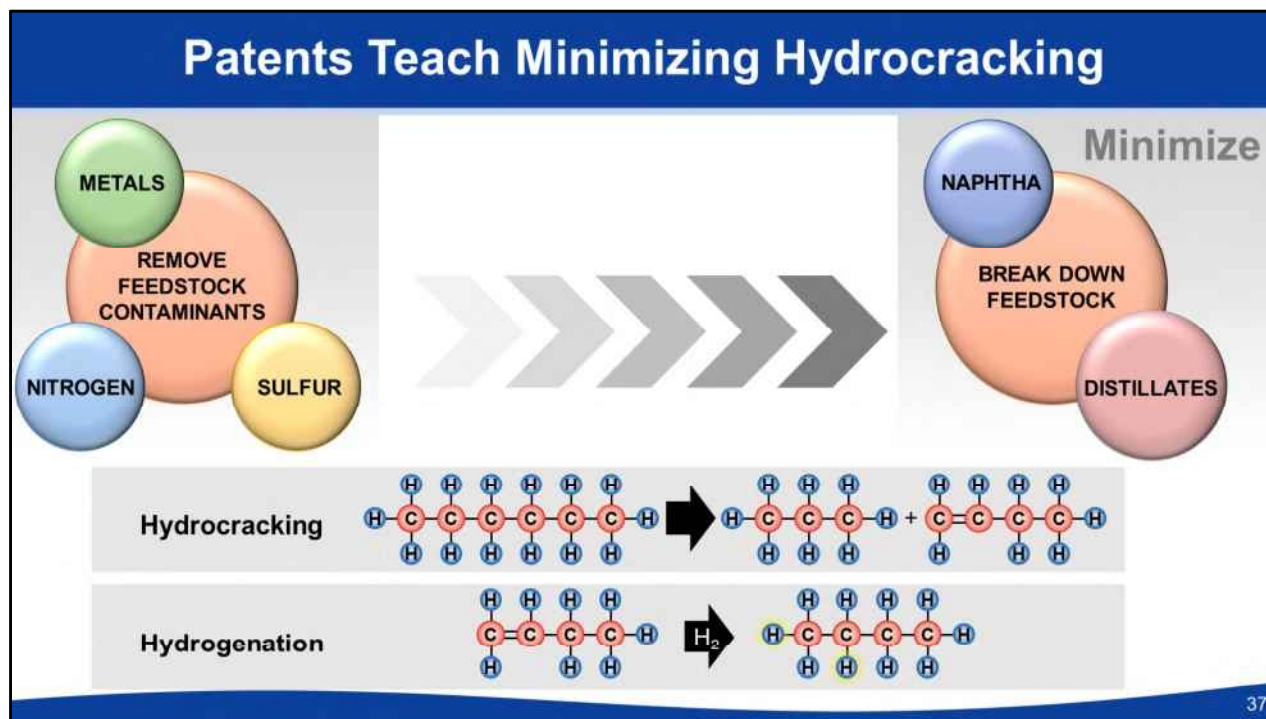 Patents Teach Minimizing Hydrocracking
Minimize
METALS
REMOVE
FEEDSTOCK
CONTAMINANTS
NITROGEN
SULFUR
NAPHTHA
BREAK DOWN
FEEDSTOCK
DISTILLATES
Hydrocracking
H H H H H H H H H H H H H
H C C C C C C H H C C C H + C C C C H
H H H H H H H H H H H H
Hydrogenation
H H H H H H H H
C C C C H H₂ H C C C C H
H H H H H H H
37